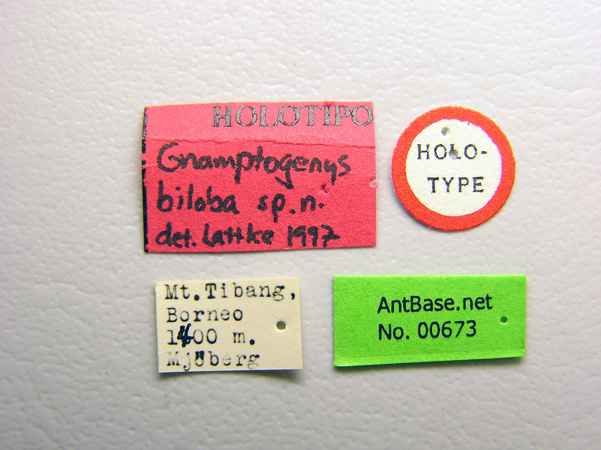 HOLOTIPO
Gnamptogenys
biloba sp.n.
det. Lattke 1997
HOLO-
TYPE
Mt.Tibang,
Borneo
1400 m.
Mjöberg
AntBase.net
No. 00673